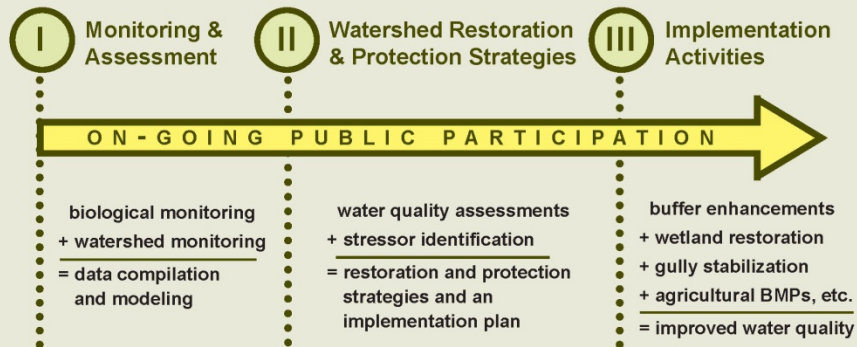 I
Monitoring &
Assessment
II
Watershed Restoration
& Protection Strategies
III
Implementation
Activities
ON-GOING PUBLIC PARTICIPATION
biological monitoring
+ watershed monitoring
= data compilation
and modeling
water quality assessments
+ stressor identification
= restoration and protection
strategies and an
implementation plan
buffer enhancements
+ wetland restoration
+ gully stabilization
+ agricultural BMPs, etc.
= improved water quality